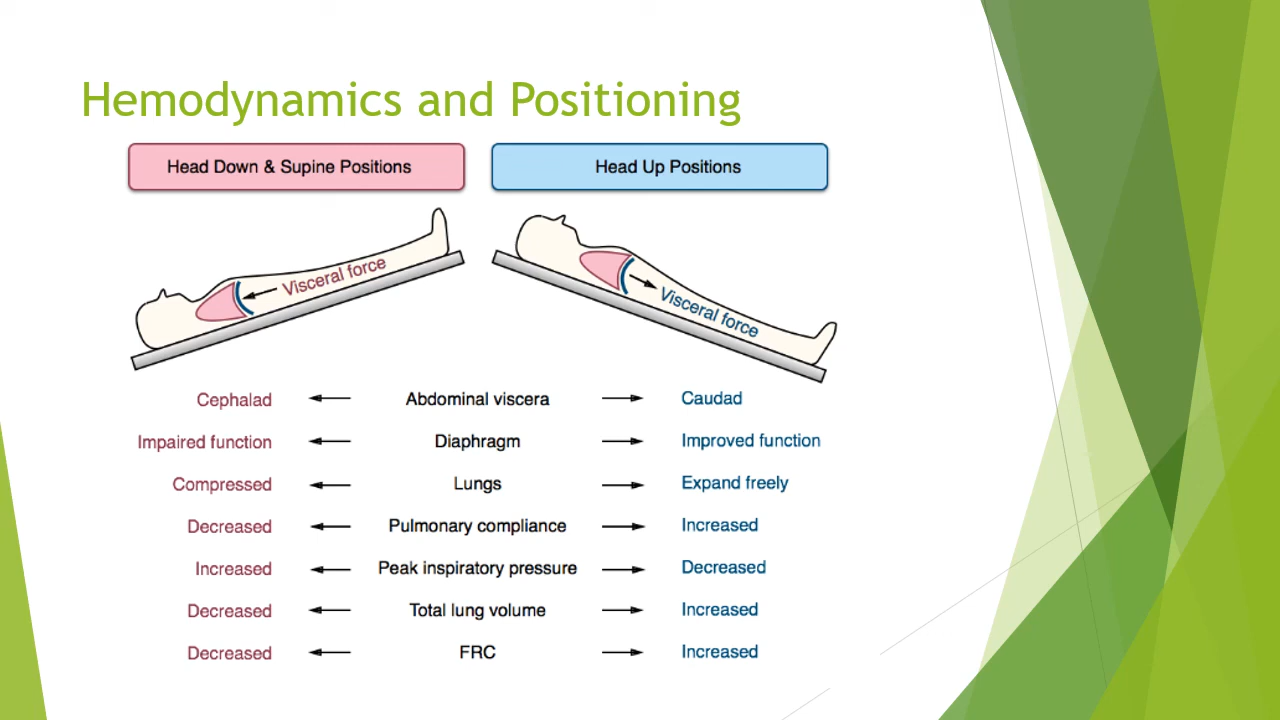 Hemodynamics and Positioning
Head Down & Supine Positions
Head Up Positions
Visceral force
Visceral force
Cephalad Abdominal viscera Caudad
Impaired function Diaphragm Improved function
Compressed Lungs Expand freely
Decreased Pulmonary compliance Increased
Increased Peak inspiratory pressure Decreased
Decreased Total lung volume Increased
Decreased FRC Increased